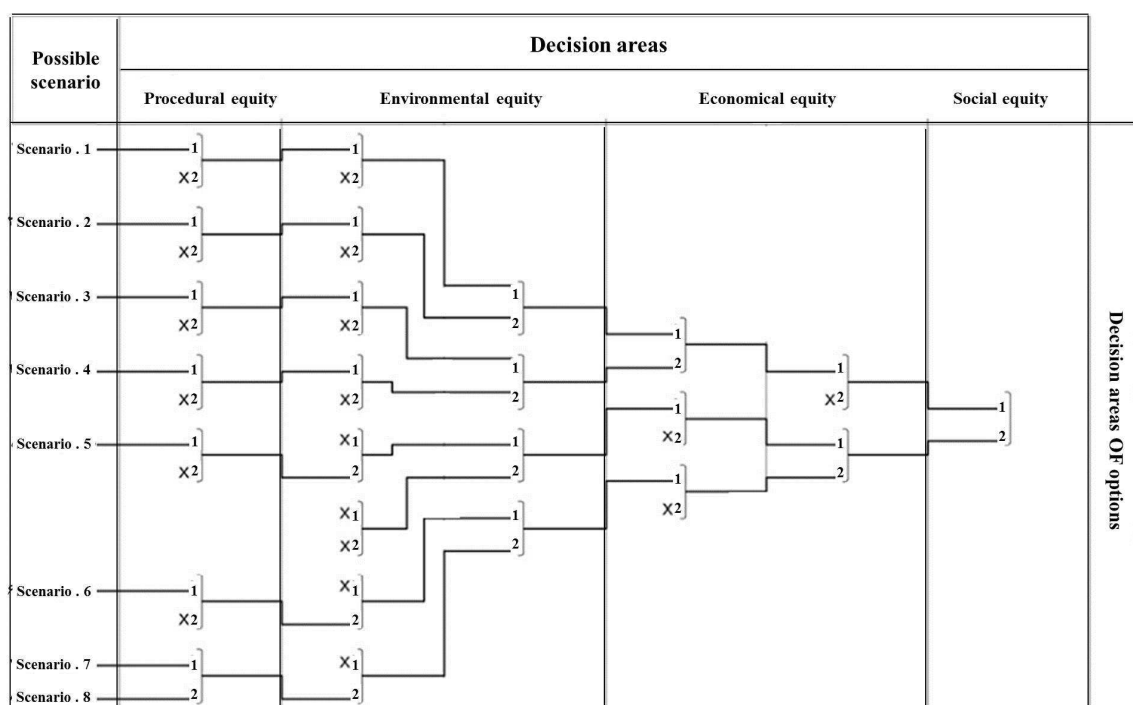 Decision areas
Possible
scenario
Procedural equity
Environmental equity
Economical equity
Social equity
Scenario . 1
1
X2
1
X2
Scenario . 2
1
X2
1
X2
Scenario . 3
1
X2
1
X2
1
2
Scenario . 4
1
X2
1
X2
1
2
1
2
1
X2
1
2
Scenario . 5
1
X2
X1
2
1
2
1
X2
1
2
X1
X2
1
2
1
X2
Scenario . 6
1
X2
X1
2
Scenario . 7
1
2
X1
2
Scenario . 8
Decision areas OF options